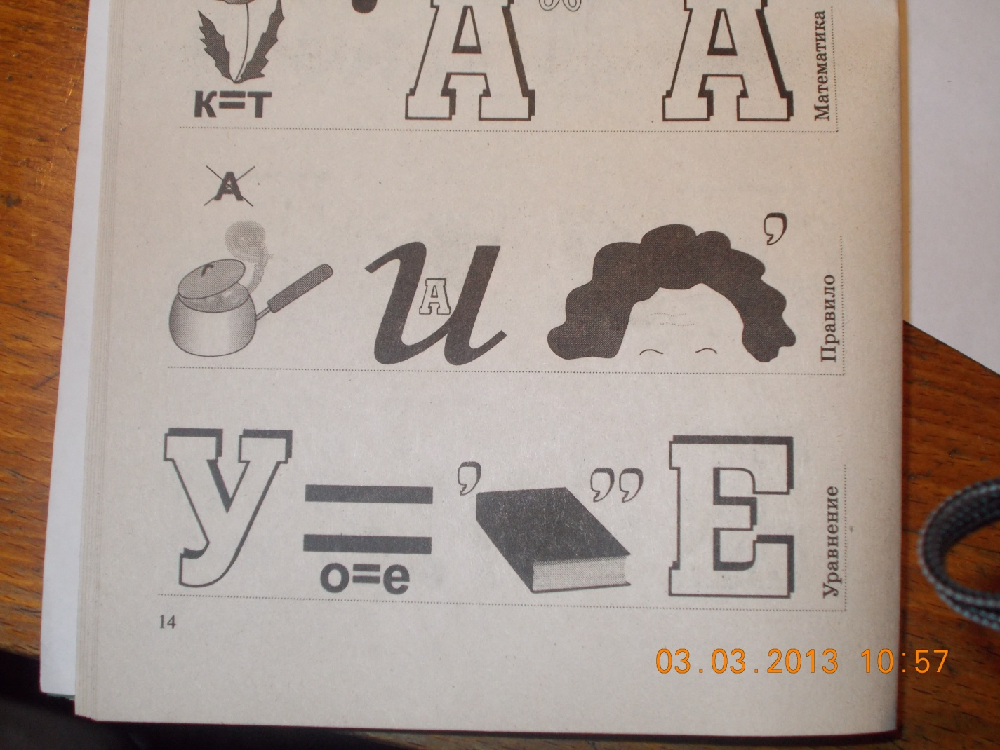 А А
к=т
Математика
А
и А ,
Правило
У = , ,, Е
о=е
Уравнение
14
03.03.2013 10:57